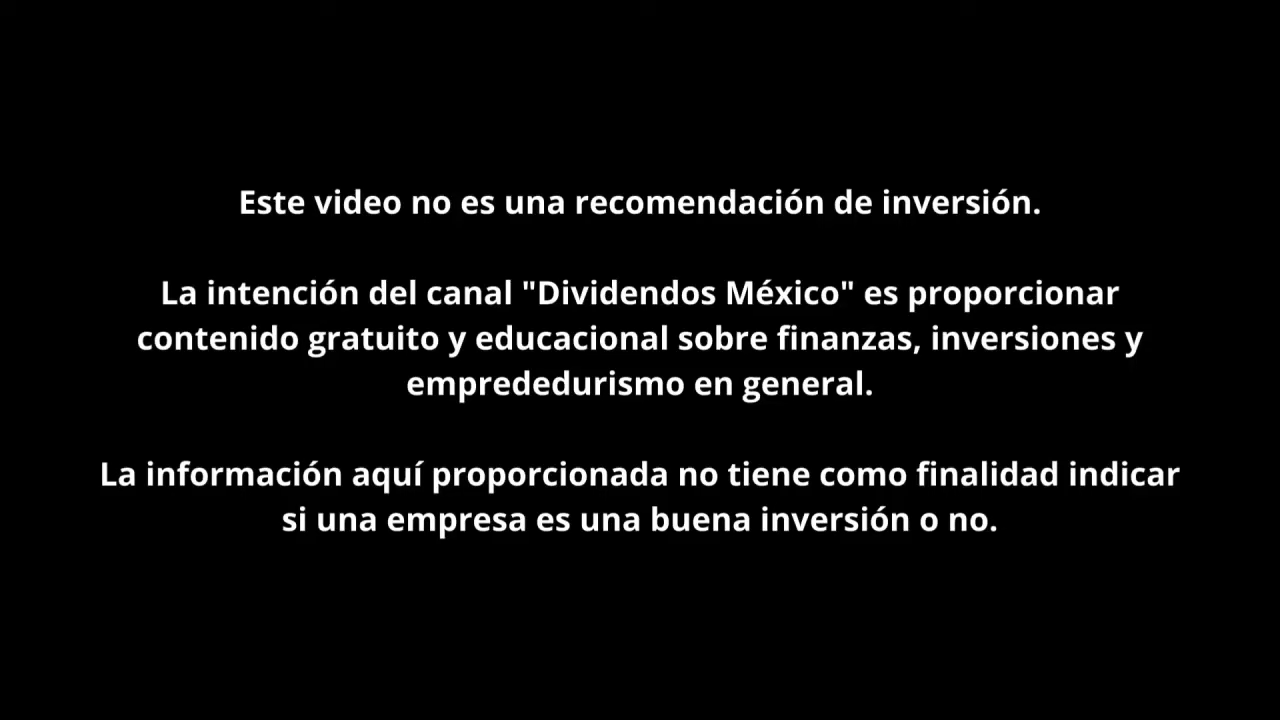 Este video no es una recomendación de inversión.
La intención del canal "Dividendos México" es proporcionar
contenido gratuito y educacional sobre finanzas, inversiones y
emprededurismo en general.
La información aquí proporcionada no tiene como finalidad indicar
si una empresa es una buena inversión o no.